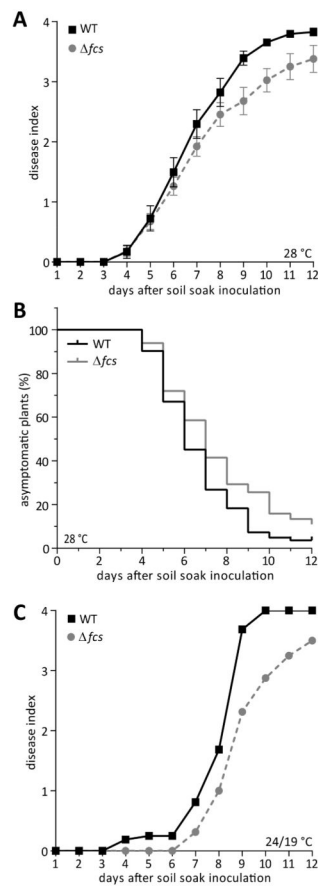 A
WT
Δfcs
disease index
4
3
2
1
0
28 °C
1 2 3 4 5 6 7 8 9 10 11 12
days after soil soak inoculation
B
WT
Δfcs
asymptomatic plants (%)
100
80
60
40
20
0
28 °C
0 2 4 6 8 10 12
days after soil soak inoculation
C
WT
Δfcs
disease index
4
3
2
1
0
24/19 °C
1 2 3 4 5 6 7 8 9 10 11 12
days after soil soak inoculation